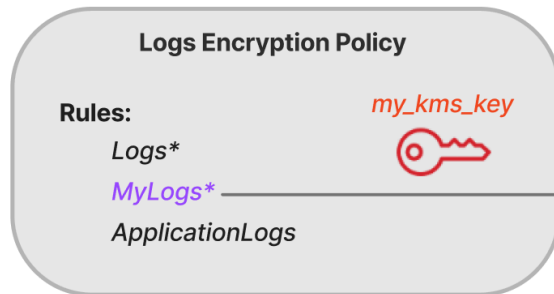 Logs Encryption Policy
Rules:
my_kms_key
Logs*
MyLogs*
ApplicationLogs